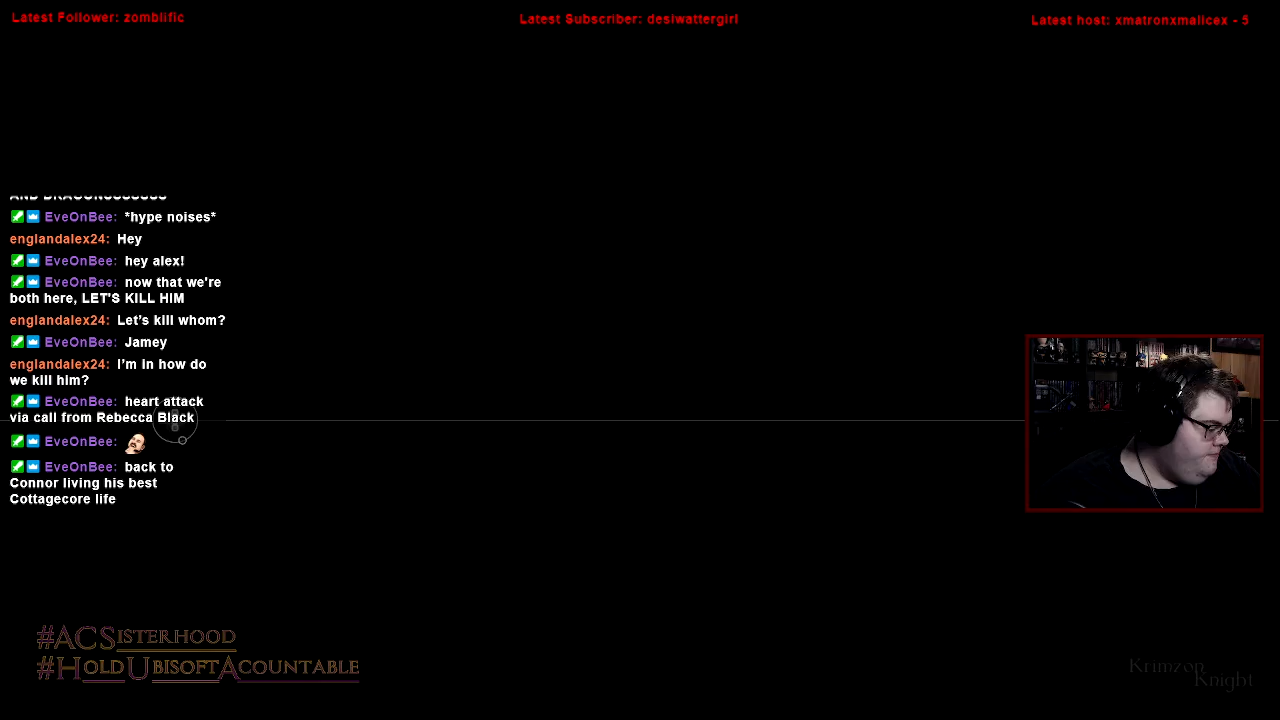 Latest Follower: zomblific
Latest Subscriber: desiwattergirl
Latest host: xmatronxmalicex - 5
EveOnBee: *hype noises*
englandalex24: Hey
EveOnBee: hey alex!
EveOnBee: now that we're
both here, LET'S KILL HIM
englandalex24: Let's kill whom?
EveOnBee: Jamey
englandalex24: I'm in how do
we kill him?
EveOnBee: heart attack
via call from Rebecca Black
EveOnBee:
EveOnBee: back to
Connor living his best
Cottagecore life
#ACSisterhood
#HoldUbisoftAcountable
Krimzon
Knight